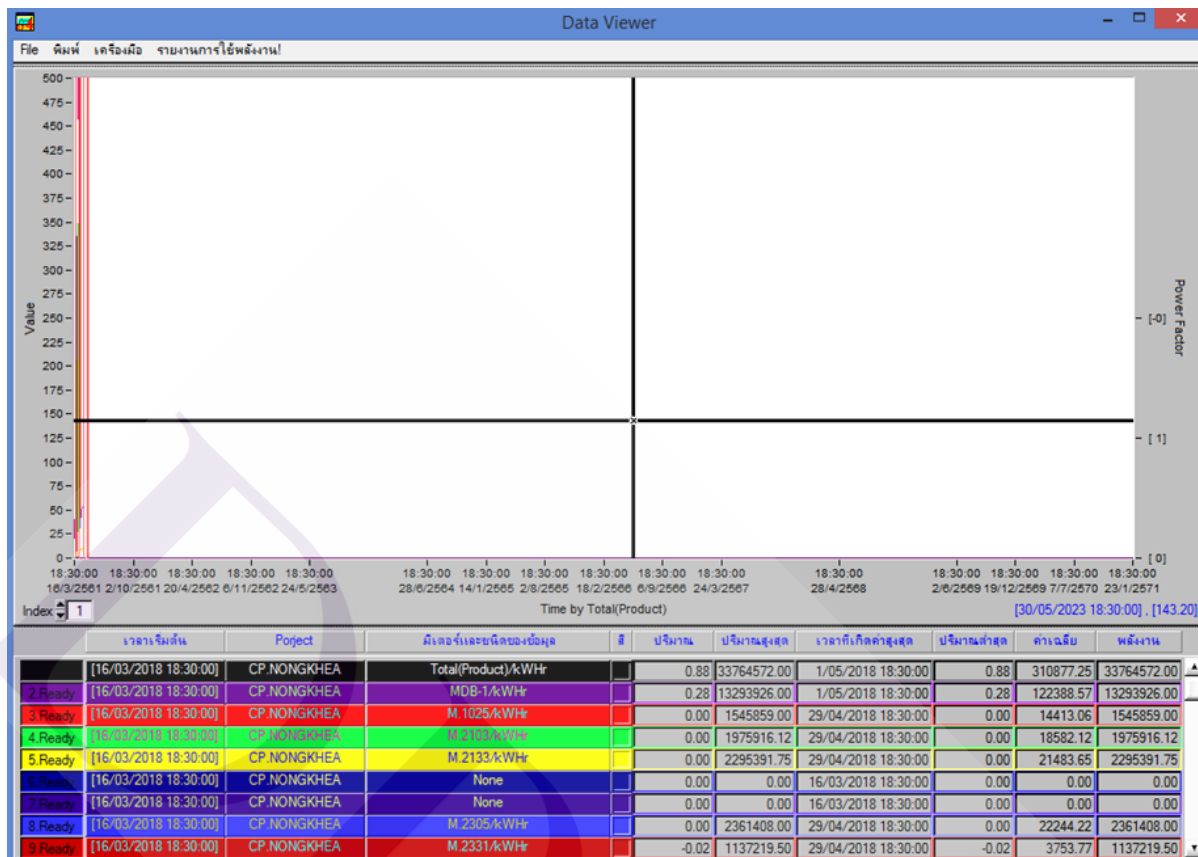 Data Viewer
File พิมพ์ เครื่องมือ รายงานการใช้พลังงาน!
500
475
450
425
400
375
350
325
300
275
250
225
200
175
150
125
100
75
50
25
0
Value
[-0]
[ 1]
[ 0]
Power Factor
18:30:00 18:30:00 18:30:00 18:30:00 18:30:00 18:30:00 18:30:00 18:30:00 18:30:00 18:30:00 18:30:00 18:30:00 18:30:00 18:30:00 18:30:00 18:30:00
16/3/2561 2/10/2561 20/4/2562 6/11/2562 24/5/2563 28/6/2564 14/1/2565 2/8/2565 18/2/2566 6/9/2566 24/3/2567 28/4/2568 2/6/2569 19/12/2569 7/7/2570 23/1/2571
Index 1 Time by Total(Product) [30/05/2023 18:30:00] , [143.20]
เวลาเริ่มต้น Porject มิเตอร์และชนิดของข้อมูล สี ปริมาณ ปริมาณสูงสุด เวลาที่เกิดค่าสูงสุด ปริมาณต่ำสุด ค่าเฉลี่ย พลังงาน
[16/03/2018 18:30:00] CP.NONGKHEA Total(Product)/kWHr 0.88 33764572.00 1/05/2018 18:30:00 0.88 310877.25 33764572.00
2.Ready [16/03/2018 18:30:00] CP.NONGKHEA MDB-1/kWHr 0.28 13293926.00 1/05/2018 18:30:00 0.28 122388.57 13293926.00
3.Ready [16/03/2018 18:30:00] CP.NONGKHEA M.1025/kWHr 0.00 1545859.00 29/04/2018 18:30:00 0.00 14413.06 1545859.00
4.Ready [16/03/2018 18:30:00] CP.NONGKHEA M.2103/kWHr 0.00 1975916.12 29/04/2018 18:30:00 0.00 18582.12 1975916.12
5.Ready [16/03/2018 18:30:00] CP.NONGKHEA M.2133/kWHr 0.00 2295391.75 29/04/2018 18:30:00 0.00 21483.65 2295391.75
6.Ready [16/03/2018 18:30:00] CP.NONGKHEA None 0.00 0.00 16/03/2018 18:30:00 0.00 0.00 0.00
7.Ready [16/03/2018 18:30:00] CP.NONGKHEA None 0.00 0.00 16/03/2018 18:30:00 0.00 0.00 0.00
8.Ready [16/03/2018 18:30:00] CP.NONGKHEA M.2305/kWHr 0.00 2361408.00 29/04/2018 18:30:00 0.00 22244.22 2361408.00
9.Ready [16/03/2018 18:30:00] CP.NONGKHEA M.2331/kWHr -0.02 1137219.50 29/04/2018 18:30:00 -0.02 3753.77 1137219.50